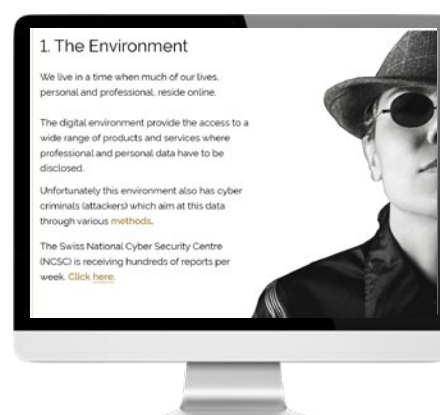 1. The Environment
We live in a time when much of our lives,
personal and professional, reside online.
The digital environment provide the access to a
wide range of products and services where
professional and personal data have to be
disclosed.
Unfortunately this environment also has cyber
criminals (attackers) which aim at this data
through various methods.
The Swiss National Cyber Security Centre
(NCSC) is receiving hundreds of reports per
week. Click here.